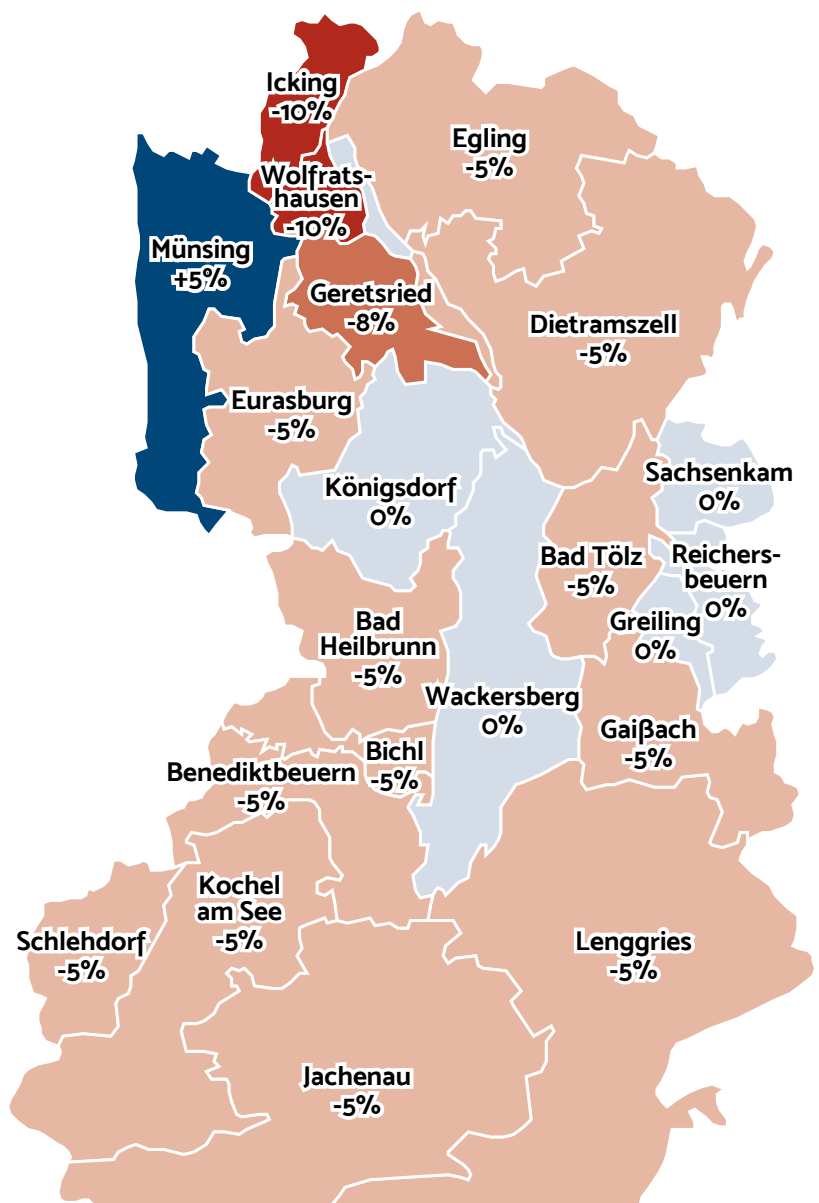 Icking
-10%
Egling
-5%
Wolfrats-
hausen
-10%
Münsing
+5%
Geretsried
-8%
Dietramszell
-5%
Eurasburg
-5%
Königsdorf
0%
Sachsenkam
0%
Bad Tölz
-5%
Reichers-
beuern
0%
Greiling
0%
Bad
Heilbrunn
-5%
Wackersberg
0%
Gaißach
-5%
Bichl
-5%
Benediktbeuern
-5%
Kochel
am See
-5%
Schlehdorf
-5%
Lenggries
-5%
Jachenau
-5%